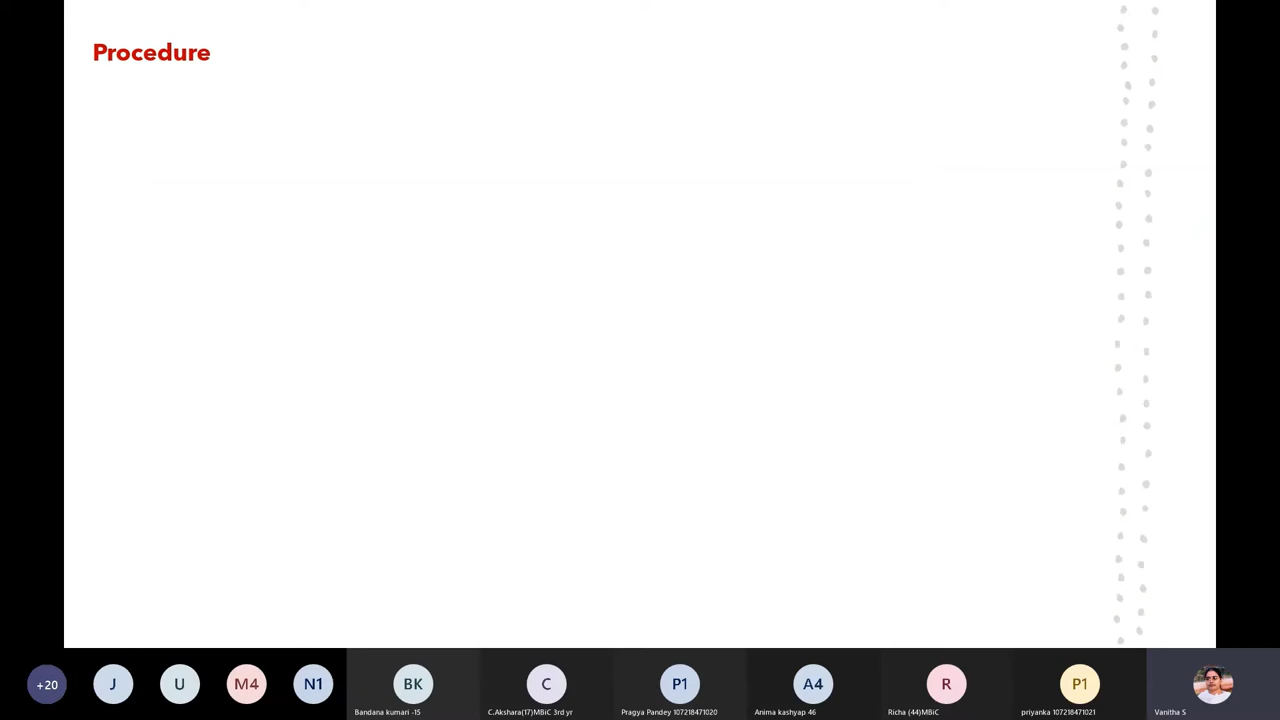 Procedure
+20
J
U
M4
N1
BK
Bandana kumari -15
C
C.Akshara(17)MBiC 3rd yr
P1
Pragya Pandey 107218471020
A4
Anima kashyap 46
R
Richa (44)MBiC
P1
priyanka 107218471021
Vanitha S